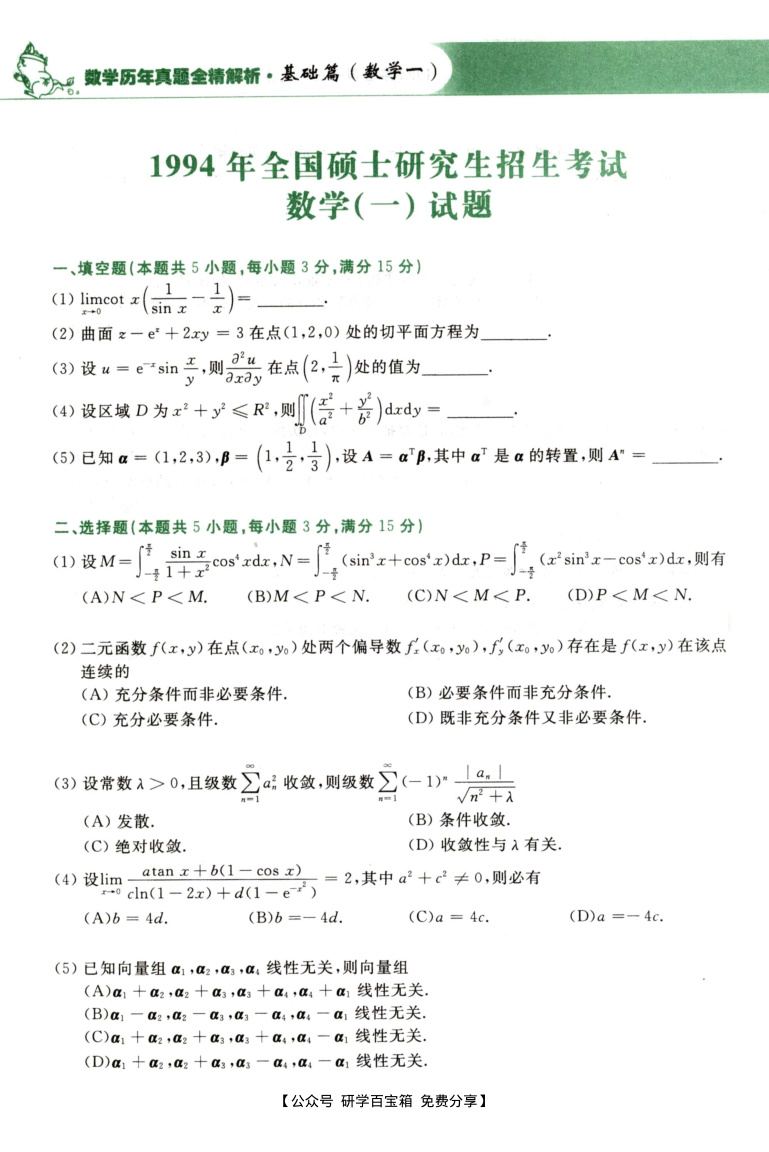 数学历年真题全精解析·基础篇(数学一)
1994年全国硕士研究生招生考试
数学(一)试题
一、填空题(本题共5小题,每小题3分,满分15分)
(1) lim_{x→0} cot x(1/sin x − 1/x) = ______.
(2) 曲面 z − e^z + 2xy = 3 在点(1,2,0)处的切平面方程为______.
(3) 设 u = e^{-x} sin x/y,则 ∂²u/∂x∂y 在点(2, 1/π)处的值为______.
(4) 设区域 D 为 x² + y² ≤ R²,则∬_D (x²/a² + y²/b²)dxdy = ______.
(5) 已知 α = (1,2,3), β = (1, 1/2, 1/3),设 A = α^Tβ,其中 α^T 是 α 的转置,则 A^n = ______.
二、选择题(本题共5小题,每小题3分,满分15分)
(1) 设 M = ∫_{-π/2}^{π/2} sin x/(1+x²) cos⁴xdx, N = ∫_{-π/2}^{π/2} (sin³x+cos⁴x)dx, P = ∫_{-π/2}^{π/2} (x²sin³x−cos⁴x)dx,则有
(A)N < P < M. (B)M < P < N. (C)N < M < P. (D)P < M < N.
(2) 二元函数 f(x,y)在点(x₀,y₀)处两个偏导数 f′ₓ(x₀,y₀), f′_y(x₀,y₀)存在是 f(x,y)在该点
连续的
(A) 充分条件而非必要条件. (B) 必要条件而非充分条件.
(C) 充分必要条件. (D) 既非充分条件又非必要条件.
(3) 设常数 λ > 0,且级数 ∑_{n=1}^{∞} aₙ² 收敛,则级数 ∑_{n=1}^{∞} (−1)^n |aₙ|/√(n² + λ)
(A) 发散. (B) 条件收敛.
(C) 绝对收敛. (D) 收敛性与 λ 有关.
(4) 设 lim_{x→0} (atan x + b(1 − cos x))/(cln(1 − 2x) + d(1 − e^{-x²})) = 2,其中 a² + c² ≠ 0,则必有
(A)b = 4d. (B)b =− 4d. (C)a = 4c. (D)a =− 4c.
(5) 已知向量组 α₁,α₂,α₃,α₄ 线性无关,则向量组
(A)α₁ + α₂,α₂ + α₃,α₃ + α₄,α₄ + α₁ 线性无关.
(B)α₁ − α₂,α₂ − α₃,α₃ − α₄,α₄ − α₁ 线性无关.
(C)α₁ + α₂,α₂ + α₃,α₃ + α₄,α₄ − α₁ 线性无关.
(D)α₁ + α₂,α₂ + α₃,α₃ − α₄,α₄ − α₁ 线性无关.
【公众号 研学百宝箱 免费分享】